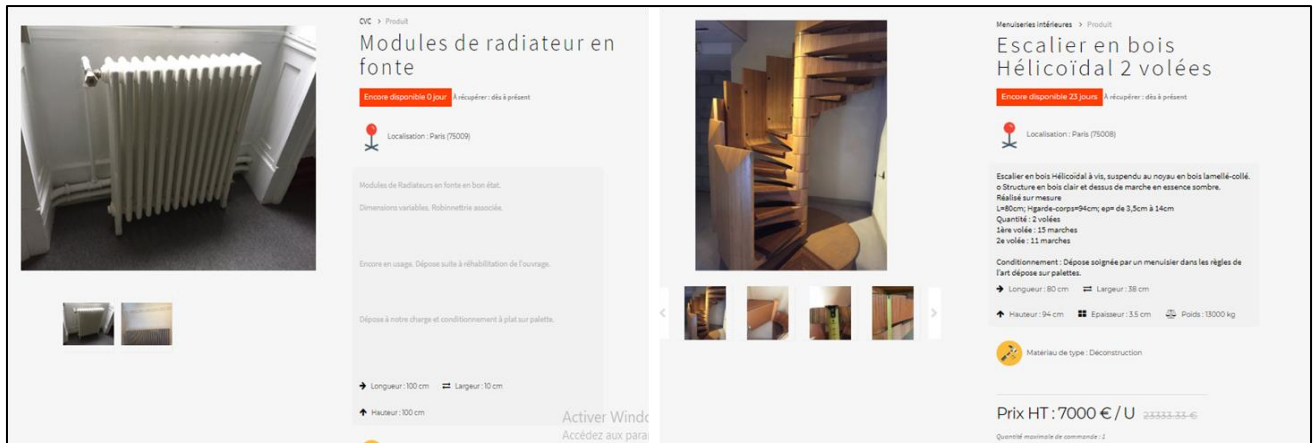 CVC > Produit
Modules de radiateur en
fonte
Encore disponible 0 jour À récupérer : dès à présent
Localisation : Paris (75009)
Modules de Radiateurs en fonte en bon état.
Dimensions variables. Robinnettrie associée.
Encore en usage. Dépose suite à réhabilitation de l'ouvrage.
Dépose à notre charge et conditionnement à plat sur palette.
Longueur : 100 cm Largeur : 10 cm
Hauteur : 100 cm
Activer Windo
Accédez aux para
Menuiseries intérieures > Produit
Escalier en bois
Hélicoïdal 2 volées
Encore disponible 23 jours À récupérer : dès à présent
Localisation : Paris (75008)
Escalier en bois Hélicoïdal à vis, suspendu au noyau en bois lamellé-collé.
o Structure en bois clair et dessus de marche en essence sombre.
Réalisé sur mesure
L=80cm; Hgarde-corps=94cm; ep= de 3,5cm à 14cm
Quantité : 2 volées
1ère volée : 15 marches
2e volée : 11 marches
Conditionnement : Dépose soignée par un menuisier dans les règles de
l'art dépose sur palettes.
Longueur : 80 cm Largeur : 38 cm
Hauteur : 94 cm Epaisseur : 3.5 cm Poids : 13000 kg
Matériau de type : Déconstruction
Prix HT : 7000 € / U 23333.33 €
Quantité maximale de commande : 1